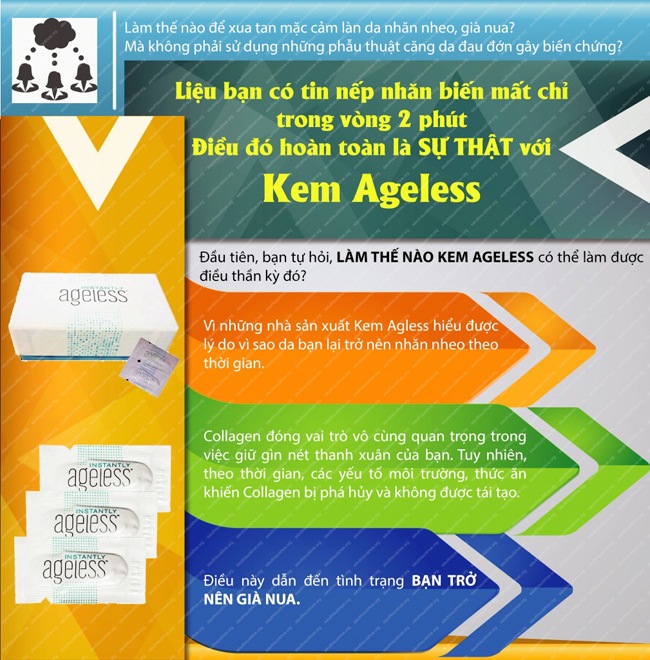 Làm thế nào để xua tan mặc cảm làn da nhăn nheo, già nua?
Mà không phải sử dụng những phẫu thuật căng da đau đớn gây biến chứng?
Liệu bạn có tin nếp nhăn biến mất chỉ
trong vòng 2 phút
Điều đó hoàn toàn là SỰ THẬT với
Kem Ageless
Đầu tiên, bạn tự hỏi, LÀM THẾ NÀO KEM AGELESS có thể làm được
điều thần kỳ đó?
INSTANTLY
ageless
Vì những nhà sản xuất Kem Agless hiểu được
lý do vì sao da bạn lại trở nên nhăn nheo theo
thời gian.
Collagen đóng vai trò vô cùng quan trọng trong
việc giữ gìn nét thanh xuân của bạn. Tuy nhiên,
theo thời gian, các yếu tố môi trường, thức ăn
khiến Collagen bị phá hủy và không được tái tạo.
INSTANTLY
ageless
INSTANTLY
ageless
INSTANTLY
ageless
Điều này dẫn đến tình trạng BẠN TRỞ
NÊN GIÀ NUA.